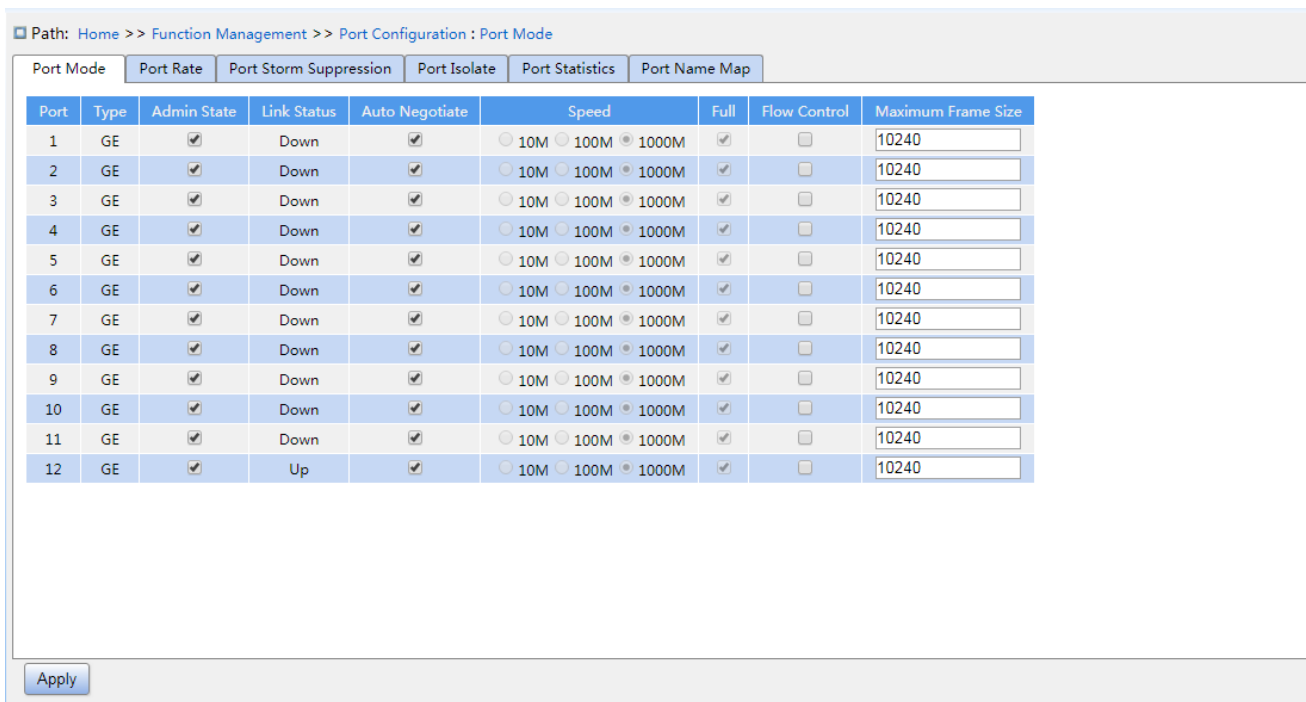 Path: Home >> Function Management >> Port Configuration : Port Mode
Port Mode Port Rate Port Storm Suppression Port Isolate Port Statistics Port Name Map
Port Type Admin State Link Status Auto Negotiate Speed Full Flow Control Maximum Frame Size
1 GE Down 10M 100M 1000M 10240
2 GE Down 10M 100M 1000M 10240
3 GE Down 10M 100M 1000M 10240
4 GE Down 10M 100M 1000M 10240
5 GE Down 10M 100M 1000M 10240
6 GE Down 10M 100M 1000M 10240
7 GE Down 10M 100M 1000M 10240
8 GE Down 10M 100M 1000M 10240
9 GE Down 10M 100M 1000M 10240
10 GE Down 10M 100M 1000M 10240
11 GE Down 10M 100M 1000M 10240
12 GE Up 10M 100M 1000M 10240
Apply